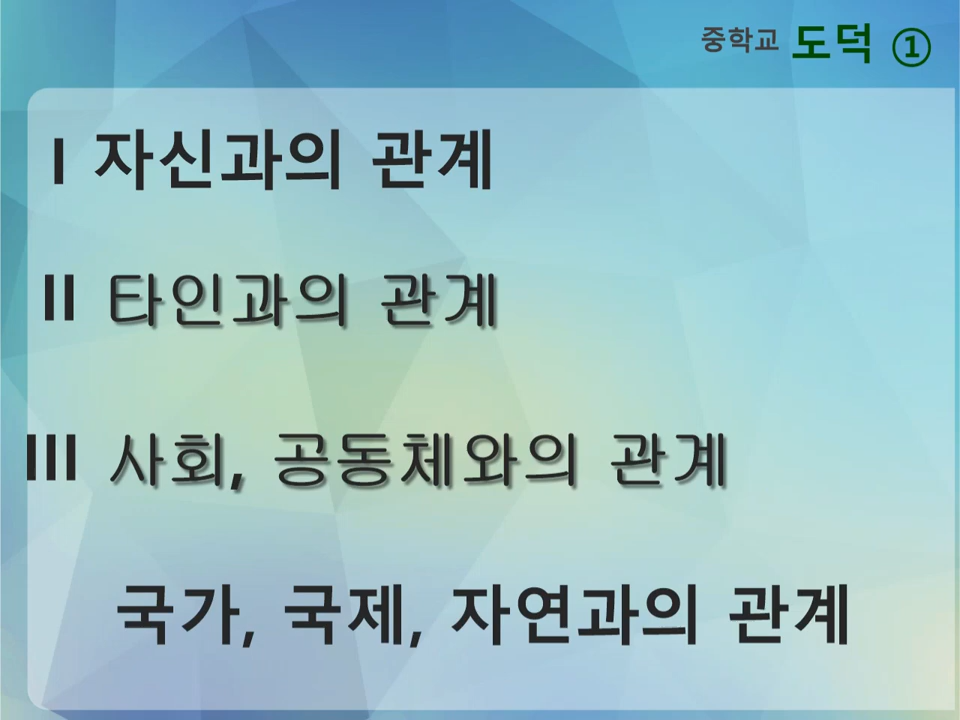 중학교 도덕 ①
I 자신과의 관계
II 타인과의 관계
III 사회, 공동체와의 관계
국가, 국제, 자연과의 관계